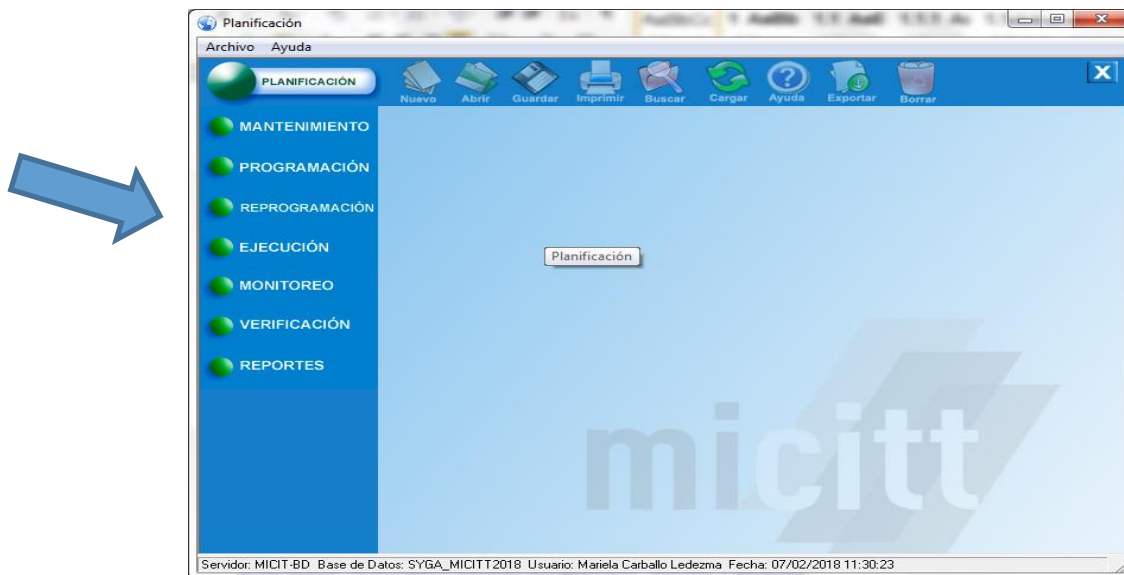 Planificación
Archivo Ayuda
PLANIFICACIÓN
Nuevo Abrir Guardar Imprimir Buscar Cargar Ayuda Exportar Borrar
MANTENIMIENTO
PROGRAMACIÓN
REPROGRAMACIÓN
EJECUCIÓN
Planificación
MONITOREO
VERIFICACIÓN
REPORTES
micitt
Servidor: MICIT-BD Base de Datos: SYGA_MICITT2018 Usuario: Mariela Carballo Ledezma Fecha: 07/02/2018 11:30:23